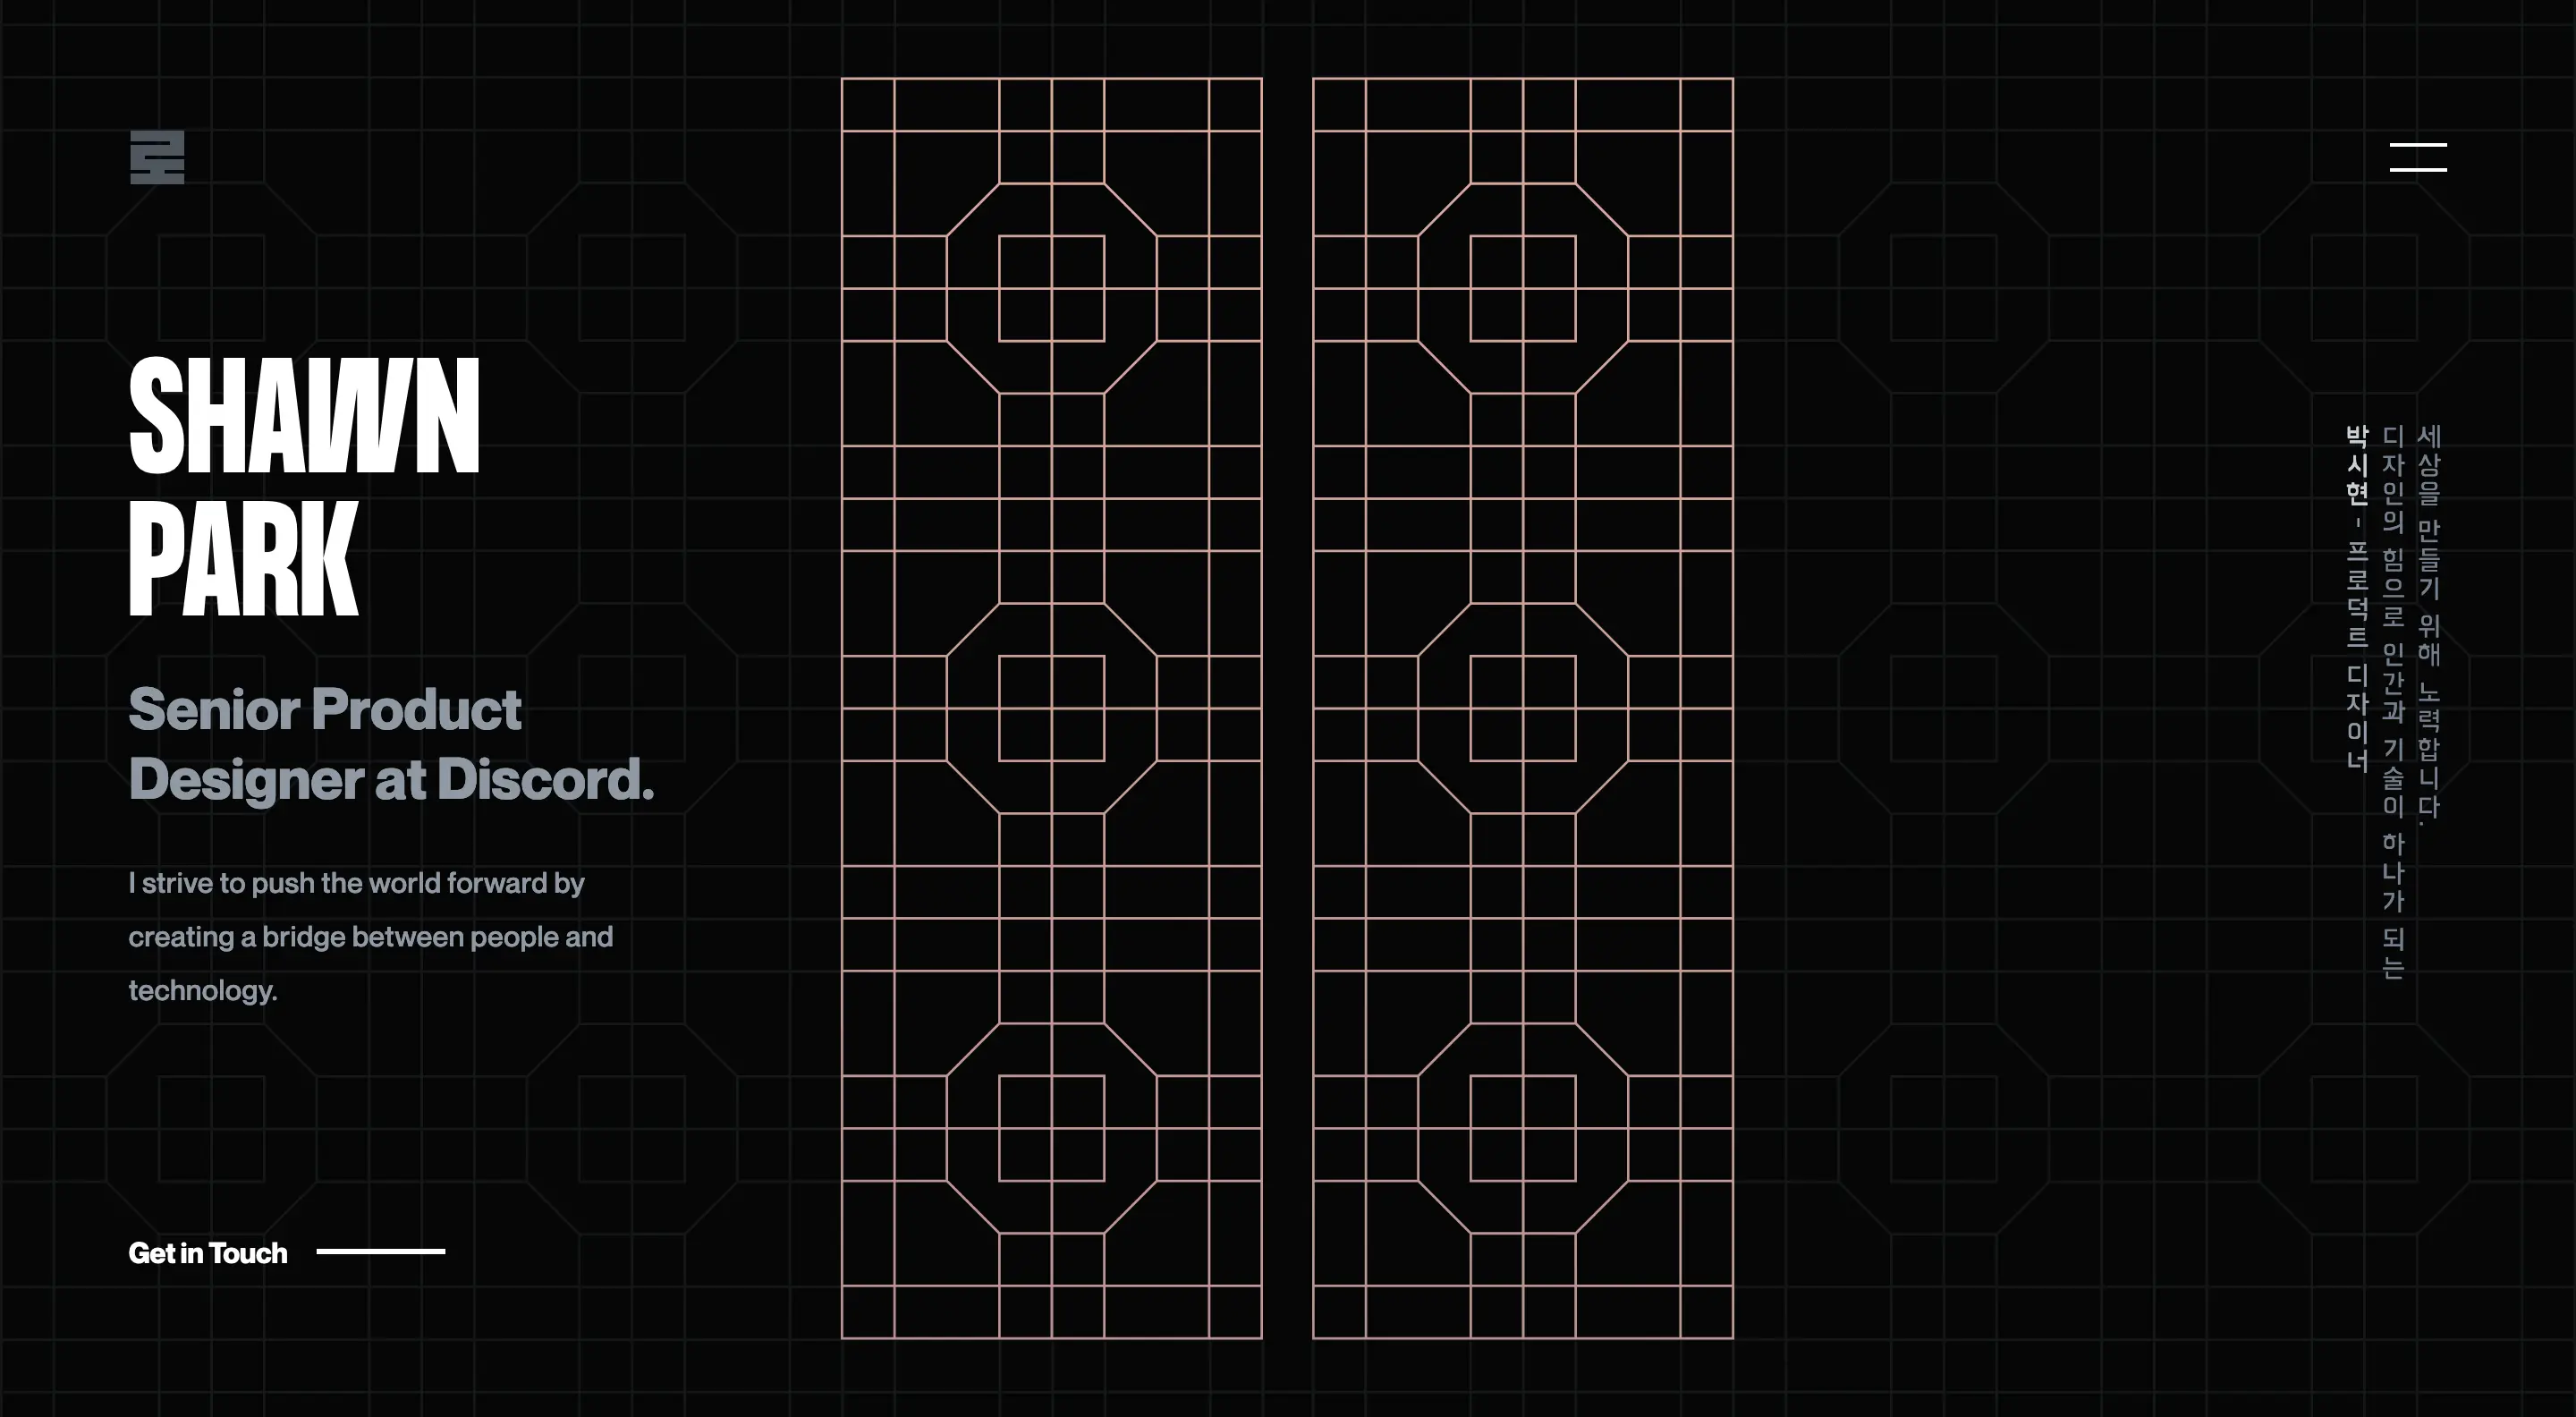 SHAWN
PARK
Senior Product
Designer at Discord.
I strive to push the world forward by
creating a bridge between people and
technology.
Get in Touch
박시현 - 프로덕트 디자이너
디자인의 힘으로 인간과 기술이 하나가 되는
세상을 만들기 위해 노력합니다.